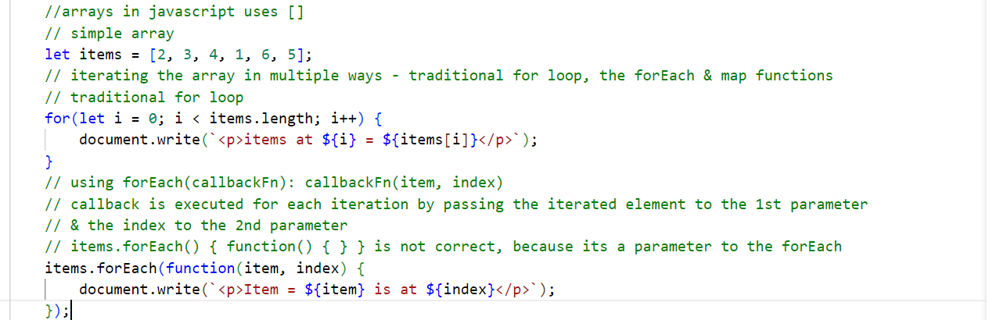 //arrays in javascript uses []
// simple array
let items = [2, 3, 4, 1, 6, 5];
// iterating the array in multiple ways - traditional for loop, the forEach & map functions
// traditional for loop
for(let i = 0; i < items.length; i++) {
    document.write(`<p>items at ${i} = ${items[i]}</p>`);
}
// using forEach(callbackFn): callbackFn(item, index)
// callback is executed for each iteration by passing the iterated element to the 1st parameter
// & the index to the 2nd parameter
// items.forEach() { function() { } } is not correct, because its a parameter to the forEach
items.forEach(function(item, index) {
    document.write(`<p>Item = ${item} is at ${index}</p>`);
});